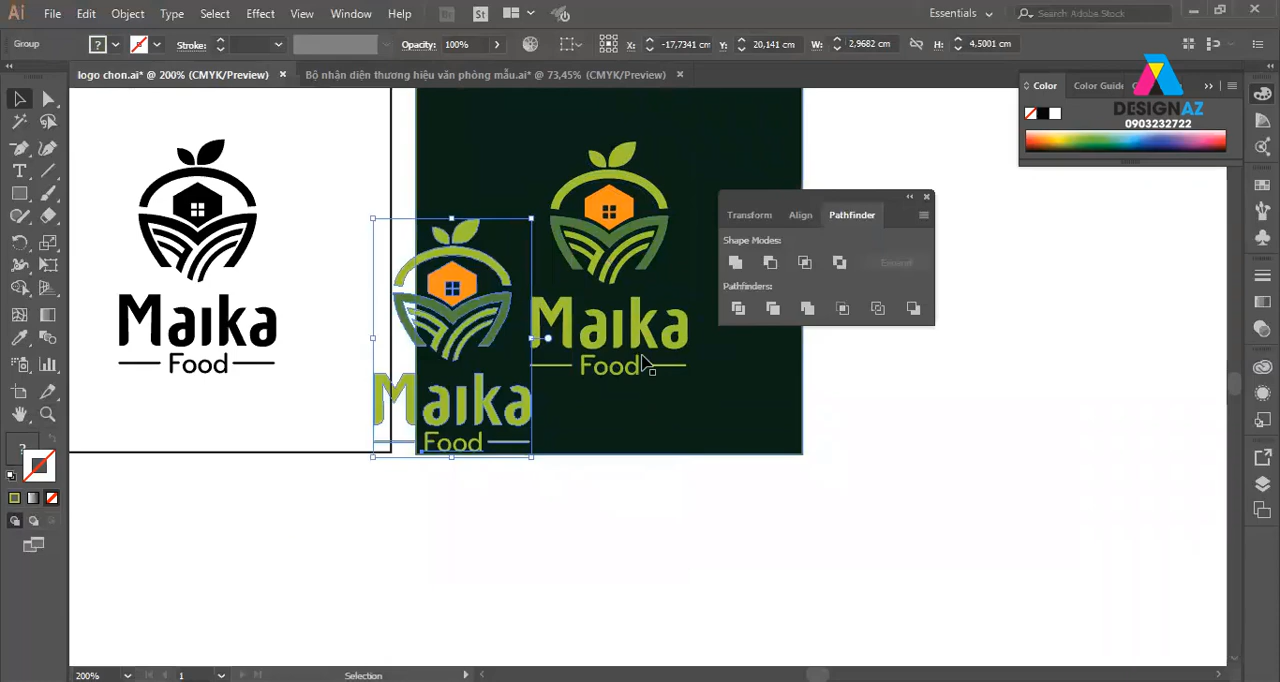 Ai File Edit Object Type Select Effect View Window Help Br St Essentials Search Adobe Stock
Group ? Stroke: Opacity: 100% X: -17,7341 cm Y: 20,141 cm W: 2,9682 cm H: 4,5001 cm
logo chon.ai* @ 200% (CMYK/Preview) Bộ nhận diện thương hiệu văn phòng mẫu.ai* @ 73,45% (CMYK/Preview)
Color Color Guide
DESIGNAZ
0903232722
Maika
Food
Maika
Food
Maika
Food
Transform Align Pathfinder
Shape Modes:
Expand
Pathfinders:
?
200% 1 Selection